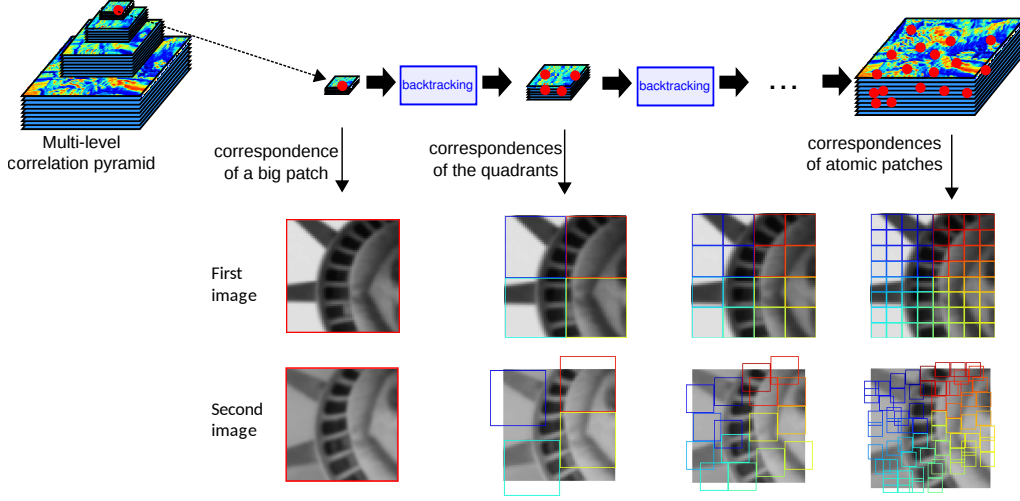 backtracking
backtracking
...
Multi-level
correlation pyramid
correspondence
of a big patch
correspondences
of the quadrants
correspondences
of atomic patches
First
image
Second
image